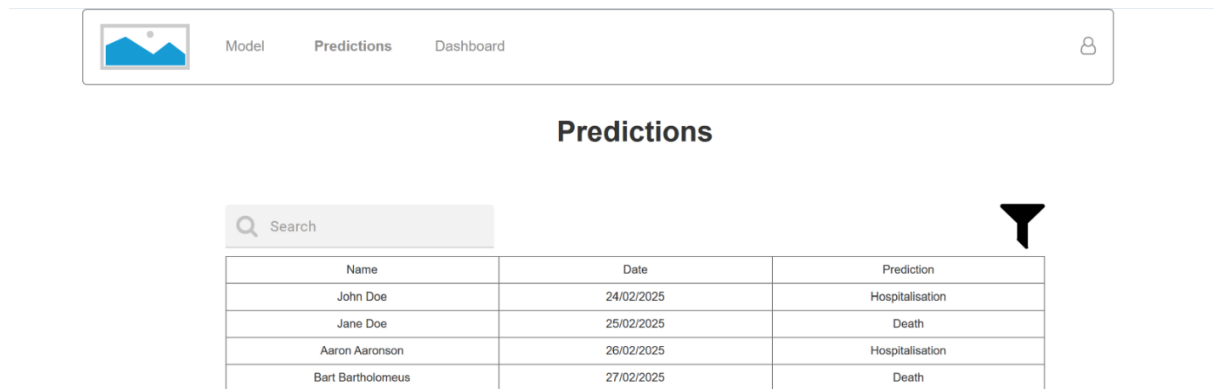 Model Predictions Dashboard
Predictions
Search
Name Date Prediction
John Doe 24/02/2025 Hospitalisation
Jane Doe 25/02/2025 Death
Aaron Aaronson 26/02/2025 Hospitalisation
Bart Bartholomeus 27/02/2025 Death